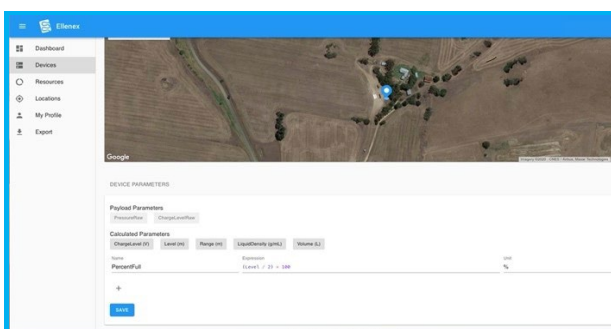 Ellenex
Dashboard
Devices
Resources
Locations
My Profile
Export
Google
DEVICE PARAMETERS
Payload Parameters
PressureRaw ChargeLevelRaw
Calculated Parameters
ChargeLevel (V) Level (m) Range (m) LiquidDensity (g/mL) Volume (L)
Name Expression Unit
PercentFull %
+
SAVE